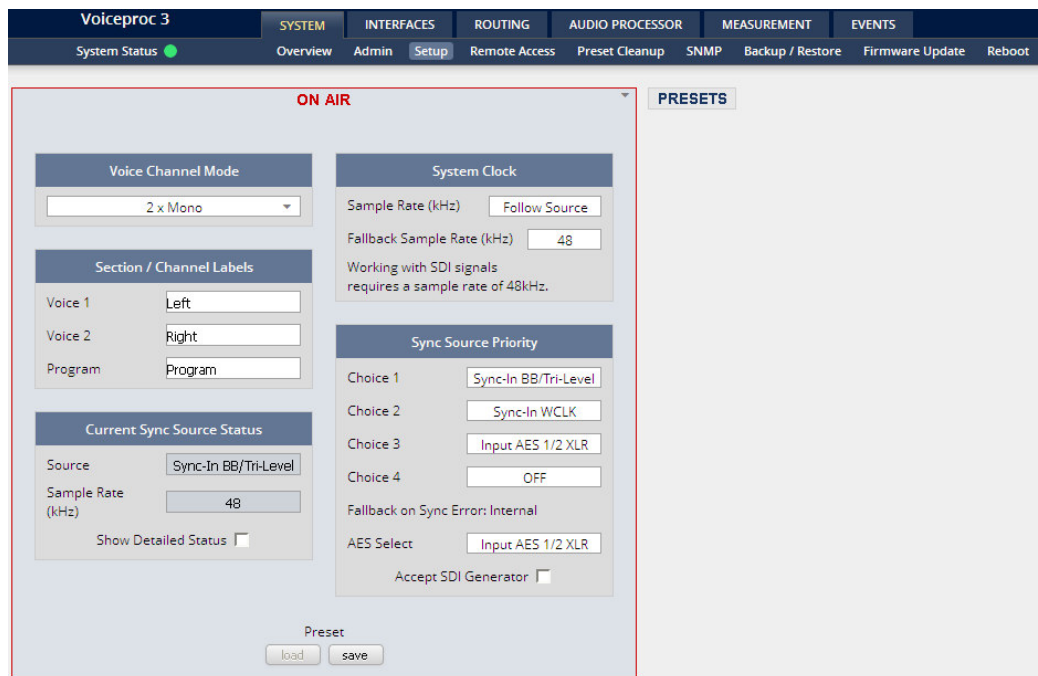 Voiceproc 3
SYSTEM INTERFACES ROUTING AUDIO PROCESSOR MEASUREMENT EVENTS
System Status Overview Admin Setup Remote Access Preset Cleanup SNMP Backup / Restore Firmware Update Reboot
ON AIR
PRESETS
Voice Channel Mode
2 x Mono
Section / Channel Labels
Voice 1 Left
Voice 2 Right
Program Program
Current Sync Source Status
Source Sync-In BB/Tri-Level
Sample Rate
(kHz) 48
Show Detailed Status
System Clock
Sample Rate (kHz) Follow Source
Fallback Sample Rate (kHz) 48
Working with SDI signals
requires a sample rate of 48kHz.
Sync Source Priority
Choice 1 Sync-In BB/Tri-Level
Choice 2 Sync-In WCLK
Choice 3 Input AES 1/2 XLR
Choice 4 OFF
Fallback on Sync Error: Internal
AES Select Input AES 1/2 XLR
Accept SDI Generator
Preset
load save